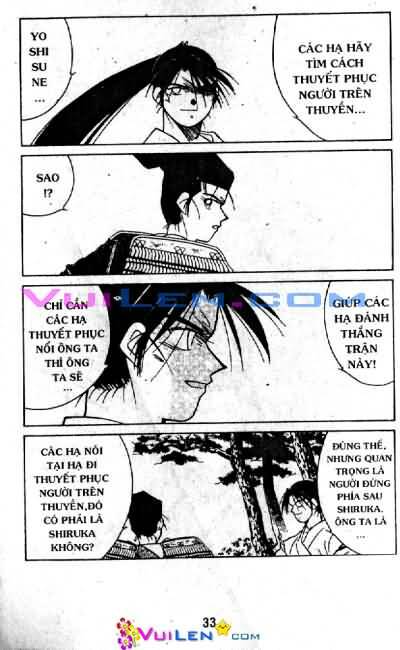 YO
SHI
SU
NE
...
CÁC HẠ HÃY
TÌM CÁCH
THUYẾT PHỤC
NGƯỜI TRÊN
THUYỀN...
SAO
!?
CHỈ CẦN
CÁC HẠ
THUYẾT PHỤC
NỔI ÔNG TA
THÌ ÔNG
TA SẼ
...
GIÚP CÁC
HẠ ĐÁNH
THẮNG
TRẬN
NÀY!
VUILEN.COM
CÁC HẠ NÓI
TẠI HẠ ĐI
THUYẾT PHỤC
NGƯỜI TRÊN
THUYỀN,ĐÓ
CÓ PHẢI LÀ
SHIRUKA
KHÔNG?
ĐÚNG THẾ,
NHƯNG QUAN
TRỌNG LÀ
NGƯỜI ĐỨNG
PHÍA SAU
SHIRUKA.
ÔNG TA LÀ
...
33
VUILEN
.COM